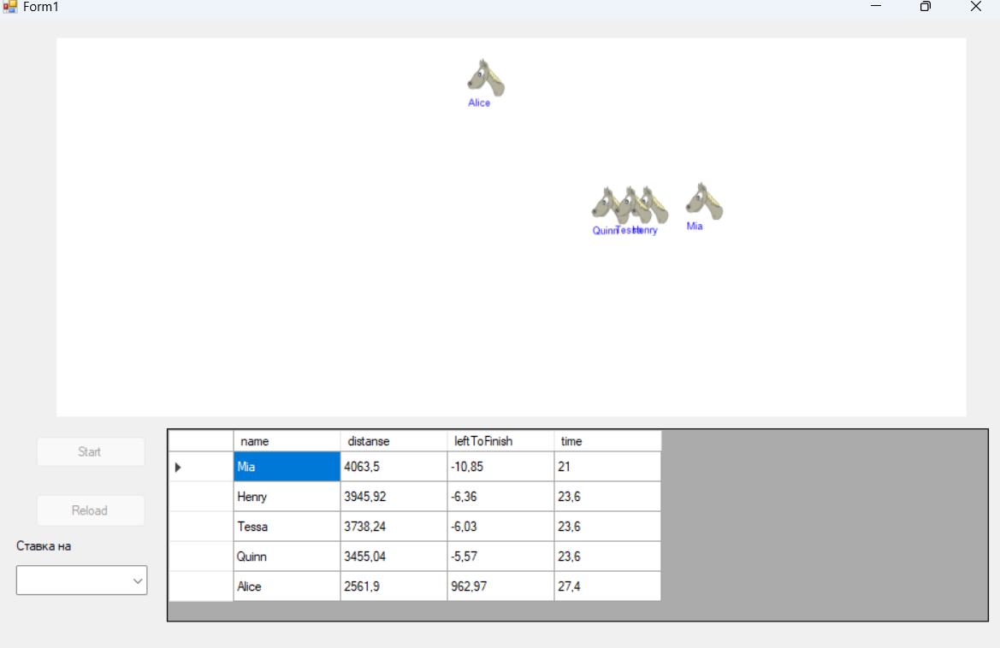 Form1
Alice
Quinn Tessa Henry Mia
name distanse leftToFinish time
Mia 4063,5 -10,85 21
Henry 3945,92 -6,36 23,6
Tessa 3738,24 -6,03 23,6
Quinn 3455,04 -5,57 23,6
Alice 2561,9 962,97 27,4
Start
Reload
Ставка на